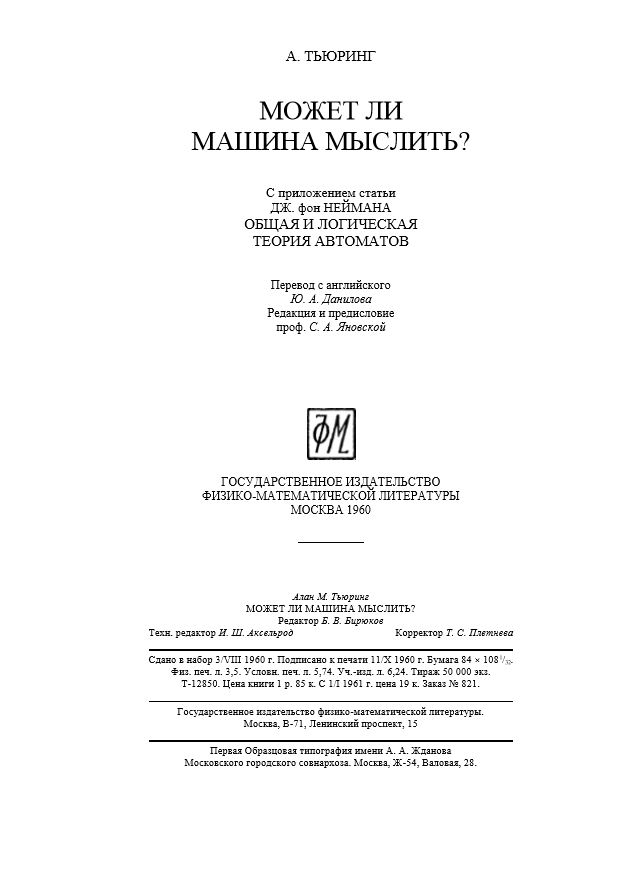 А. ТЬЮРИНГ
МОЖЕТ ЛИ
МАШИНА МЫСЛИТЬ?
С приложением статьи
ДЖ. фон НЕЙМАНА
ОБЩАЯ И ЛОГИЧЕСКАЯ
ТЕОРИЯ АВТОМАТОВ
Перевод с английского
Ю. А. Данилова
Редакция и предисловие
проф. С. А. Яновской
ФМЛ
ГОСУДАРСТВЕННОЕ ИЗДАТЕЛЬСТВО
ФИЗИКО-МАТЕМАТИЧЕСКОЙ ЛИТЕРАТУРЫ
МОСКВА 1960
Алан М. Тьюринг
МОЖЕТ ЛИ МАШИНА МЫСЛИТЬ?
Редактор Б. В. Бирюков
Техн. редактор И. Ш. Аксельрод Корректор Т. С. Плетнева
Сдано в набор 3/VIII 1960 г. Подписано к печати 11/X 1960 г. Бумага 84 × 108¹/₃₂.
Физ. печ. л. 3,5. Условн. печ. л. 5,74. Уч.-изд. л. 6,24. Тираж 50 000 экз.
Т-12850. Цена книги 1 р. 85 к. С 1/I 1961 г. цена 19 к. Заказ № 821.
Государственное издательство физико-математической литературы.
Москва, В-71, Ленинский проспект, 15
Первая Образцовая типография имени А. А. Жданова
Московского городского совнархоза. Москва, Ж-54, Валовая, 28.